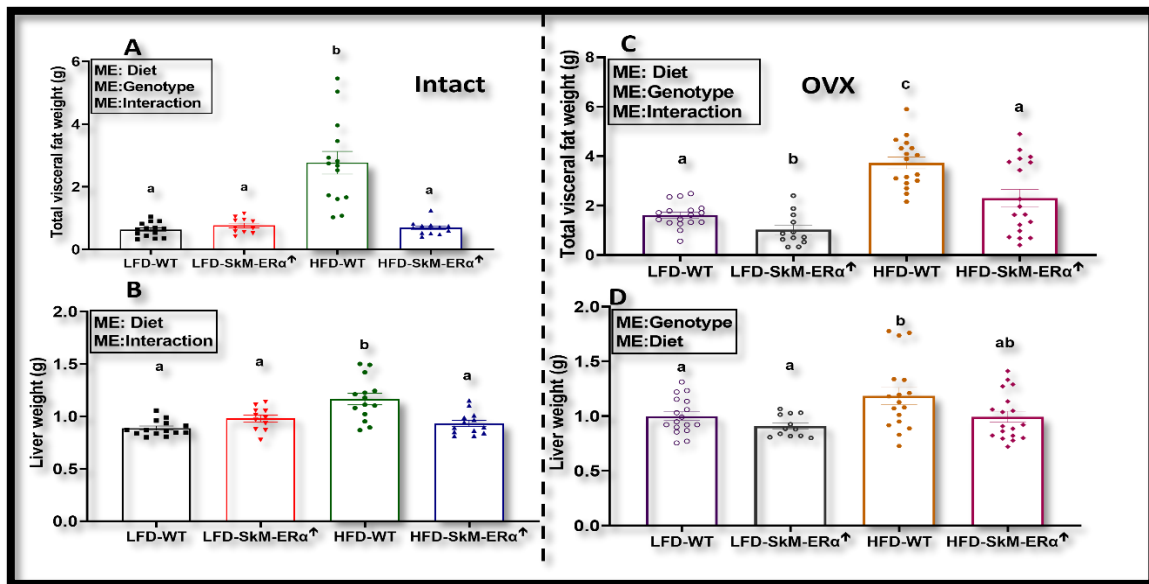 A
ME: Diet
ME:Genotype
ME:Interaction
Intact
b
a
a
a
Total visceral fat weight (g)
6
4
2
0
LFD-WT LFD-SkM-ERα↑ HFD-WT HFD-SkM-ERα↑
B
ME: Diet
ME:Interaction
a
a
b
a
Liver weight (g)
2.0
1.5
1.0
0.5
0.0
LFD-WT LFD-SkM-ERα↑ HFD-WT HFD-SkM-ERα↑
C
ME: Diet
ME:Genotype
ME:Interaction
OVX
a
b
c
a
Total visceral fat weight (g)
8
6
4
2
0
LFD-WT LFD-SkM-ERα↑ HFD-WT HFD-SkM-ERα↑
D
ME:Genotype
ME:Diet
a
a
b
ab
Liver weight (g)
2.0
1.5
1.0
0.5
0.0
LFD-WT LFD-SkM-ERα↑ HFD-WT HFD-SkM-ERα↑